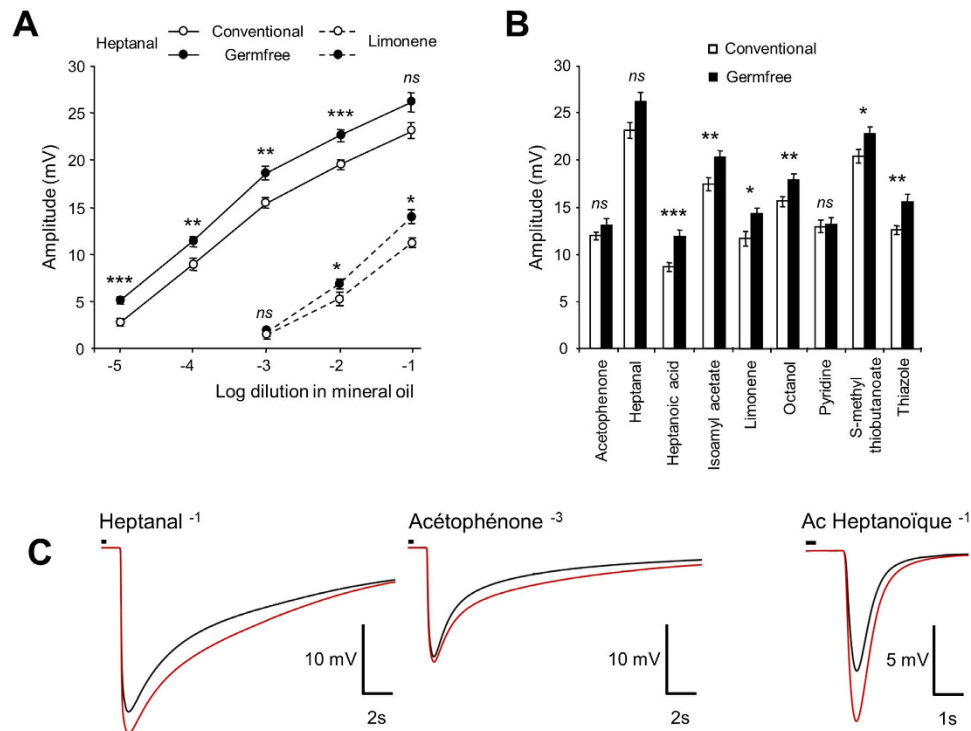 A
Heptanal
Conventional
Germfree
Limonene
Amplitude (mV)
30
25
20
15
10
5
0
***
**
**
***
ns
ns
*
*
-5
-4
-3
-2
-1
Log dilution in mineral oil
B
Conventional
Germfree
Amplitude (mV)
30
25
20
15
10
5
0
ns
ns
***
**
*
**
ns
*
**
Acetophenone
Heptanal
Heptanoic acid
Isoamyl acetate
Limonene
Octanol
Pyridine
S-methyl
thiobutanoate
Thiazole
C
Heptanal -1
10 mV
2s
Acétophénone -3
10 mV
2s
Ac Heptanoïque -1
5 mV
1s